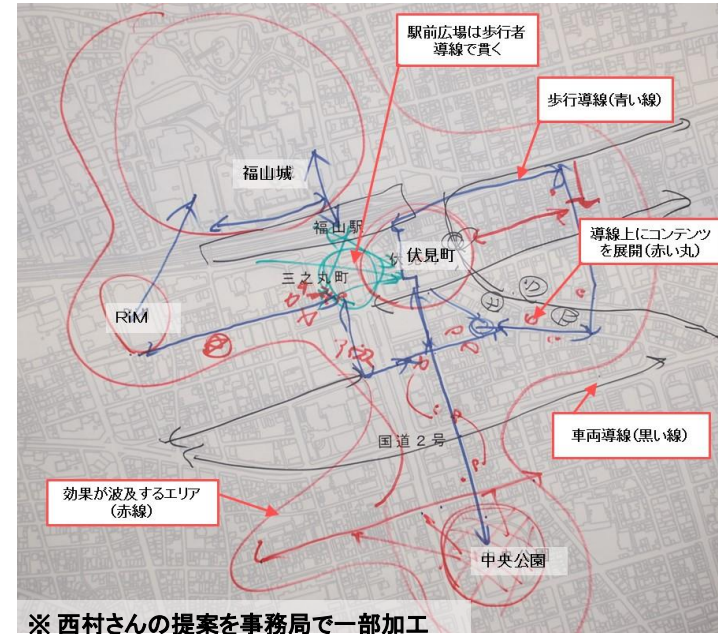 駅前広場は歩行者
導線で貫く
歩行導線(青い線)
福山城
福山駅
伏見町
導線上にコンテンツ
を展開(赤い丸)
三之丸町
RiM
車両導線(黒い線)
国道2号
効果が波及するエリア
(赤線)
中央公園
※ 西村さんの提案を事務局で一部加工